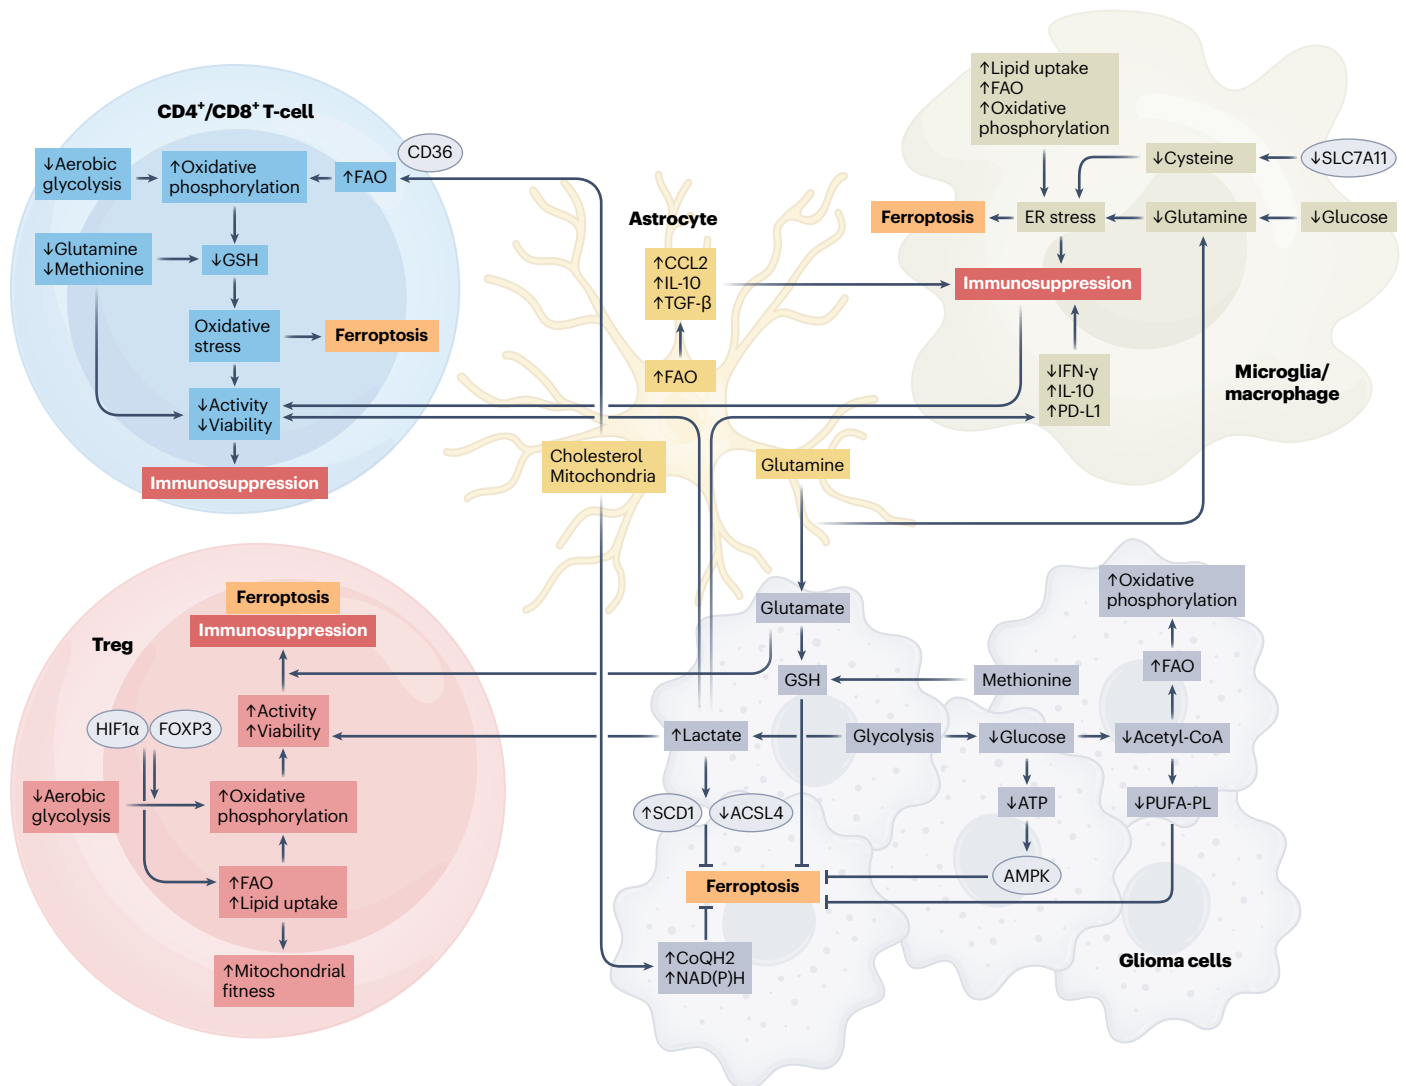 CD4⁺/CD8⁺ T-cell
CD36
↓Aerobic
glycolysis
↑Oxidative
phosphorylation
↑FAO
↓Glutamine
↓Methionine
↓GSH
Oxidative
stress
Ferroptosis
↓Activity
↓Viability
Immunosuppression
Astrocyte
↑CCL2
↑IL-10
↑TGF-β
↑FAO
Cholesterol
Mitochondria
Glutamine
↑Lipid uptake
↑FAO
↑Oxidative
phosphorylation
↓Cysteine
↓SLC7A11
Ferroptosis
ER stress
↓Glutamine
↓Glucose
Immunosuppression
↓IFN-γ
↑IL-10
↑PD-L1
Microglia/
macrophage
Treg
Ferroptosis
Immunosuppression
↑Activity
↑Viability
HIF1α
FOXP3
↓Aerobic
glycolysis
↑Oxidative
phosphorylation
↑FAO
↑Lipid uptake
↑Mitochondrial
fitness
Glutamate
GSH
Methionine
↑Lactate
Glycolysis
↓Glucose
↓Acetyl-CoA
↑FAO
↑Oxidative
phosphorylation
↑SCD1
↓ACSL4
↓ATP
↓PUFA-PL
AMPK
Ferroptosis
↑CoQH2
↑NAD(P)H
Glioma cells